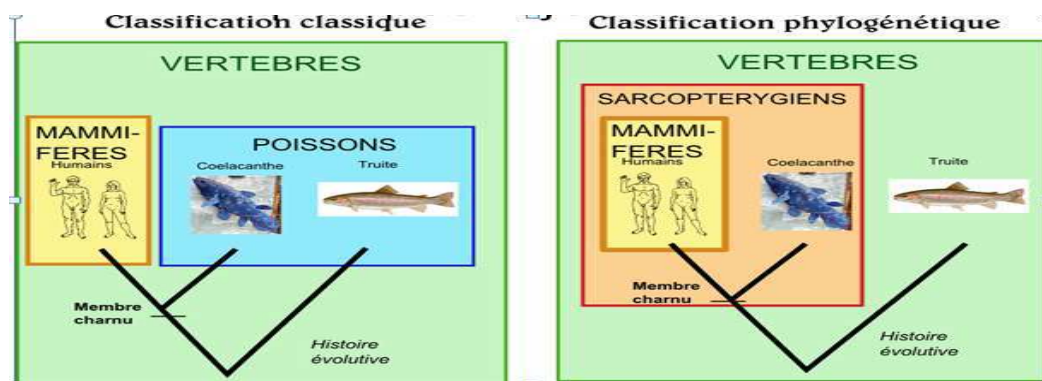 Classification classique
VERTEBRES
MAMMI-
FERES
Humains
POISSONS
Coelacanthe
Truite
Membre
charnu
Histoire
évolutive
Classification phylogénétique
VERTEBRES
SARCOPTERYGIENS
MAMMI-
FERES
Humains
Coelacanthe
Truite
Membre
charnu
Histoire
évolutive